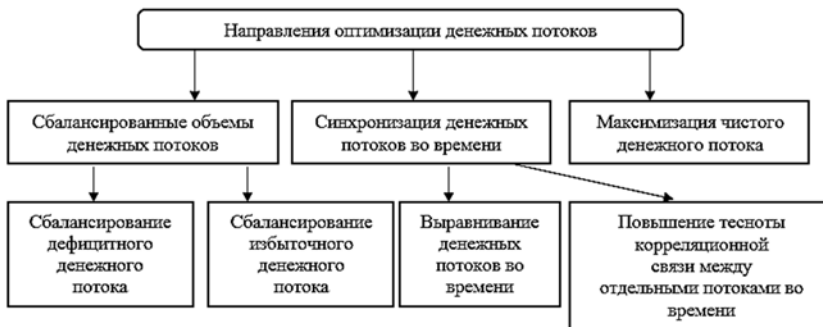 Направления оптимизации денежных потоков
Сбалансированные объемы
денежных потоков
Синхронизация денежных
потоков во времени
Максимизация чистого
денежного потока
Сбалансирование
дефицитного
денежного
потока
Сбалансирование
избыточного
денежного
потока
Выравнивание
денежных
потоков во
времени
Повышение тесноты
корреляционной
связи между
отдельными потоками во
времени